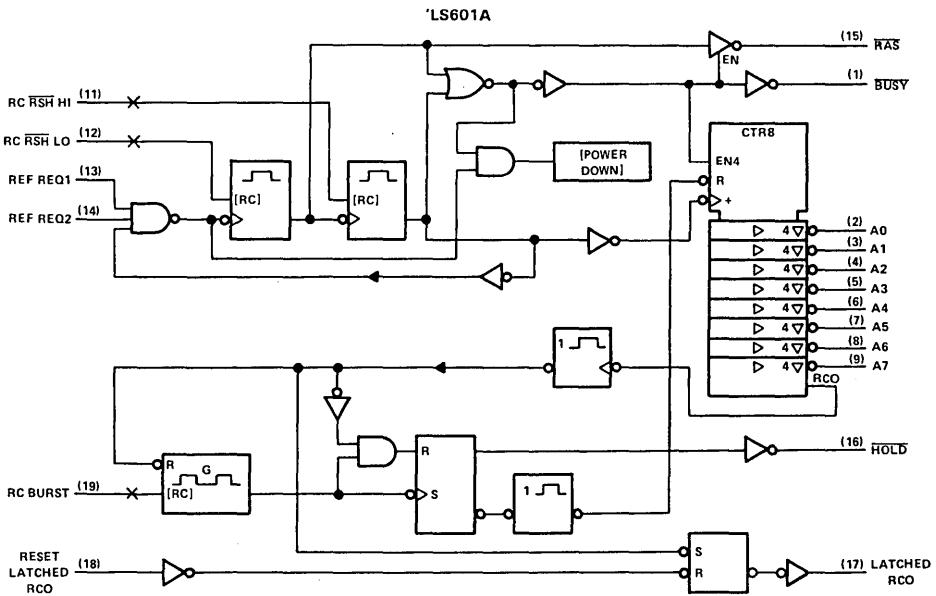 'LS601A
(15) RAS
EN
(1) BUSY
RC RSH HI (11)
CTR8
RC RSH LO (12)
[POWER
DOWN]
REF REQ1 (13)
[RC]
[RC]
EN4
R
+
REF REQ2 (14)
▷ 4 ▽ (2) A0
▷ 4 ▽ (3) A1
▷ 4 ▽ (4) A2
▷ 4 ▽ (5) A3
▷ 4 ▽ (6) A4
▷ 4 ▽ (7) A5
▷ 4 ▽ (8) A6
▷ 4 ▽ (9) A7
RCO
1
R
(16) HOLD
R
G
[RC]
RC BURST (19)
S
1
S
R
RESET
LATCHED
RCO
(18)
(17) LATCHED
RCO